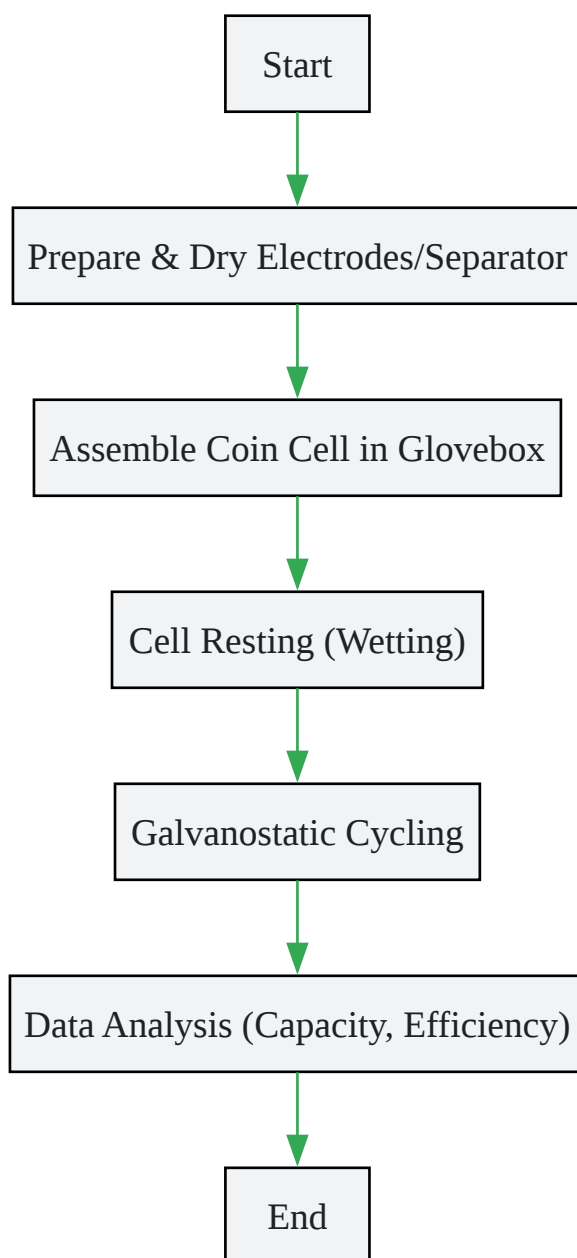 Start
Prepare & Dry Electrodes/Separator
Assemble Coin Cell in Glovebox
Cell Resting (Wetting)
Galvanostatic Cycling
Data Analysis (Capacity, Efficiency)
End